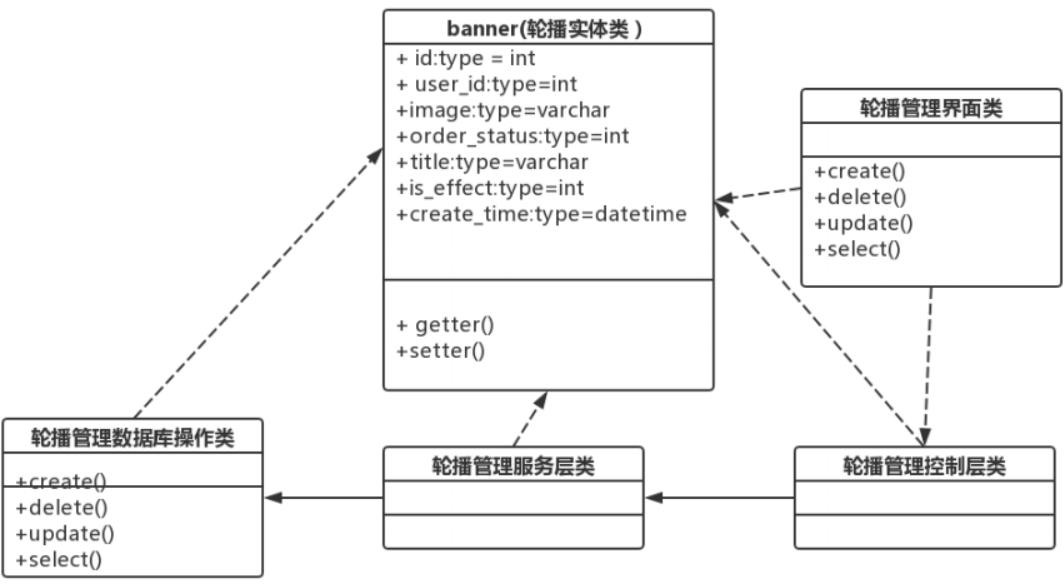 banner(轮播实体类 )
+ id:type = int
+ user_id:type=int
+image:type=varchar
+order_status:type=int
+title:type=varchar
+is_effect:type=int
+create_time:type=datetime
+ getter()
+setter()
轮播管理界面类
+create()
+delete()
+update()
+select()
轮播管理数据库操作类
+create()
+delete()
+update()
+select()
轮播管理服务层类
轮播管理控制层类